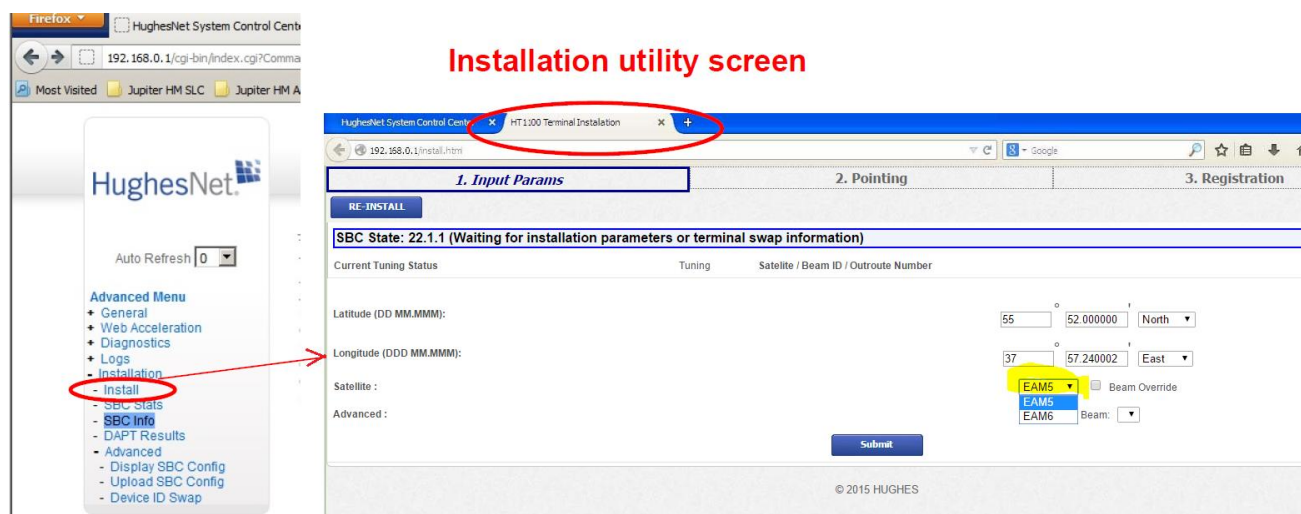 Firefox
HughesNet System Control Cente
192.168.0.1/cgi-bin/index.cgi?Comma
Most Visited Jupiter HM SLC Jupiter HM A
HughesNet.
Auto Refresh 0
Advanced Menu
+ General
+ Web Acceleration
+ Diagnostics
+ Logs
- Installation
- Install
- SBC Stats
- SBC Info
- DAPT Results
- Advanced
- Display SBC Config
- Upload SBC Config
- Device ID Swap
Installation utility screen
HughesNet System Control Center × HT1100 Terminal Instalation × +
192.168.0.1/install.html Google
1. Input Params 2. Pointing 3. Registration
RE-INSTALL
SBC State: 22.1.1 (Waiting for installation parameters or terminal swap information)
Current Tuning Status Tuning Satelite / Beam ID / Outroute Number
Latitude (DD MM.MMM): 55 ° 52.000000 ' North
Longitude (DDD MM.MMM): 37 ° 57.240002 ' East
Satellite : EAM5 Beam Override
EAM5
EAM6
Advanced : Beam:
Submit
© 2015 HUGHES